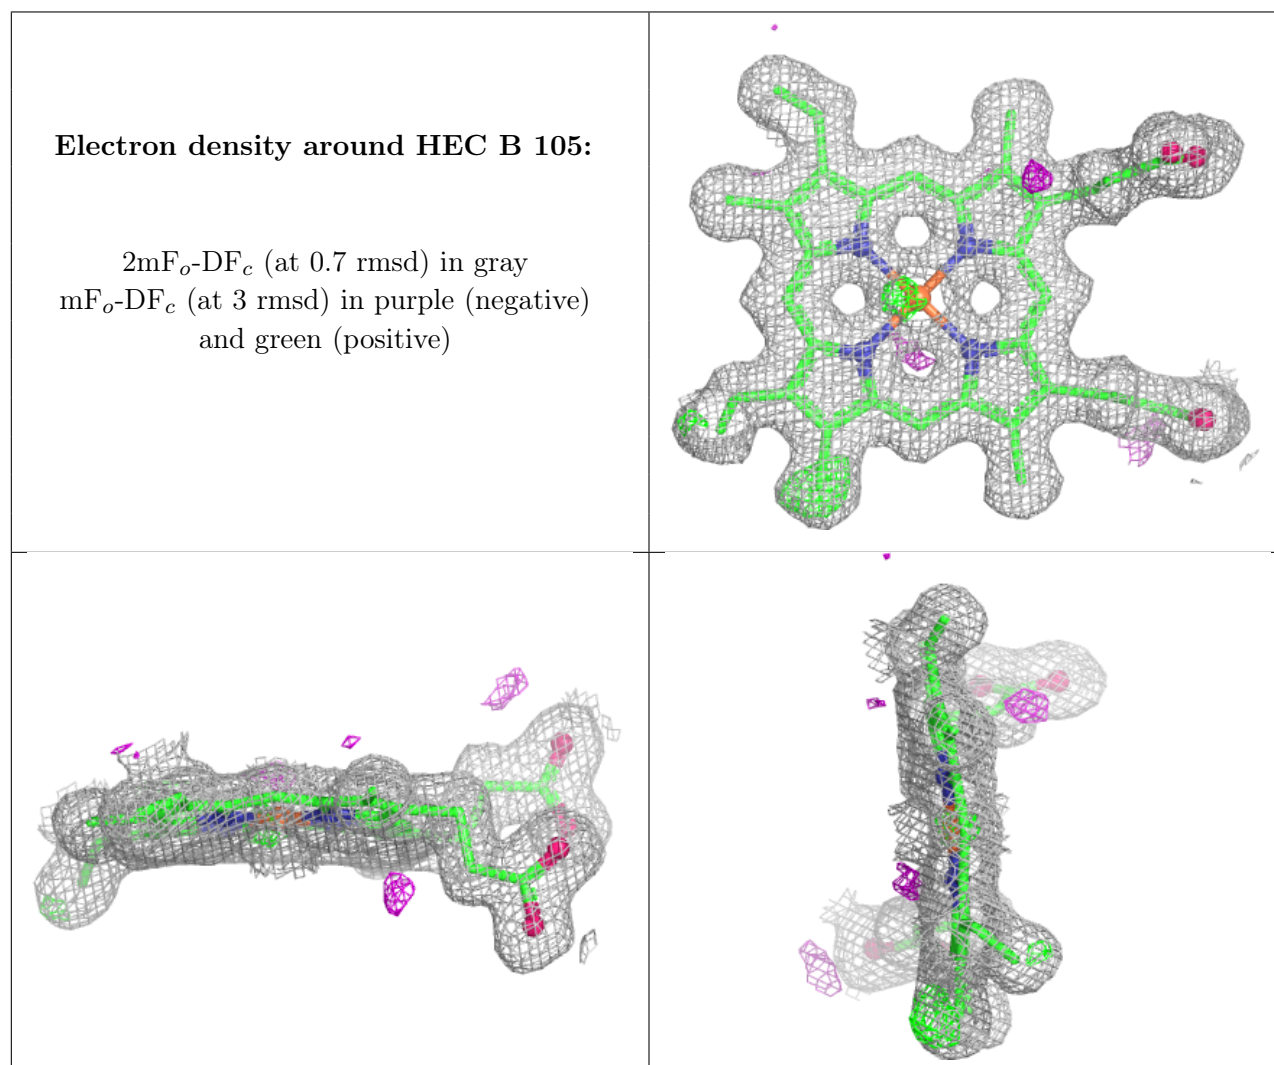 Electron density around HEC B 105:
2mFo-DFc (at 0.7 rmsd) in gray
mFo-DFc (at 3 rmsd) in purple (negative)
and green (positive)